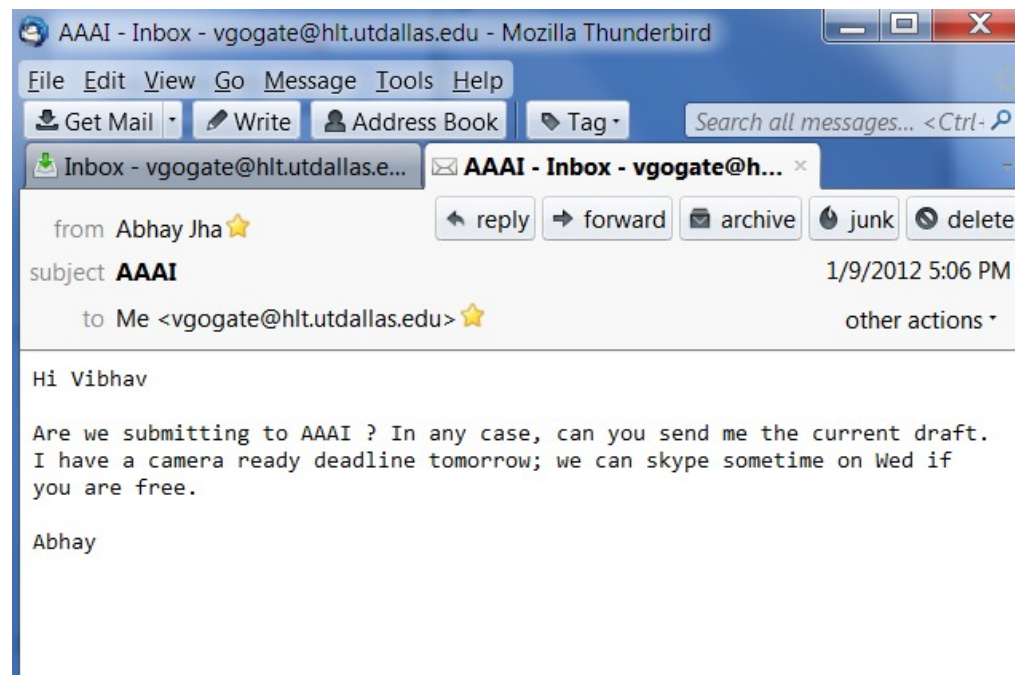 AAAI - Inbox - vgogate@hlt.utdallas.edu - Mozilla Thunderbird
File Edit View Go Message Tools Help
Get Mail Write Address Book Tag Search all messages... <Ctrl-
Inbox - vgogate@hlt.utdallas.e... AAAI - Inbox - vgogate@h...
from Abhay Jha reply forward archive junk delete
subject AAAI 1/9/2012 5:06 PM
to Me <vgogate@hlt.utdallas.edu> other actions
Hi Vibhav
Are we submitting to AAAI ? In any case, can you send me the current draft.
I have a camera ready deadline tomorrow; we can skype sometime on Wed if
you are free.
Abhay